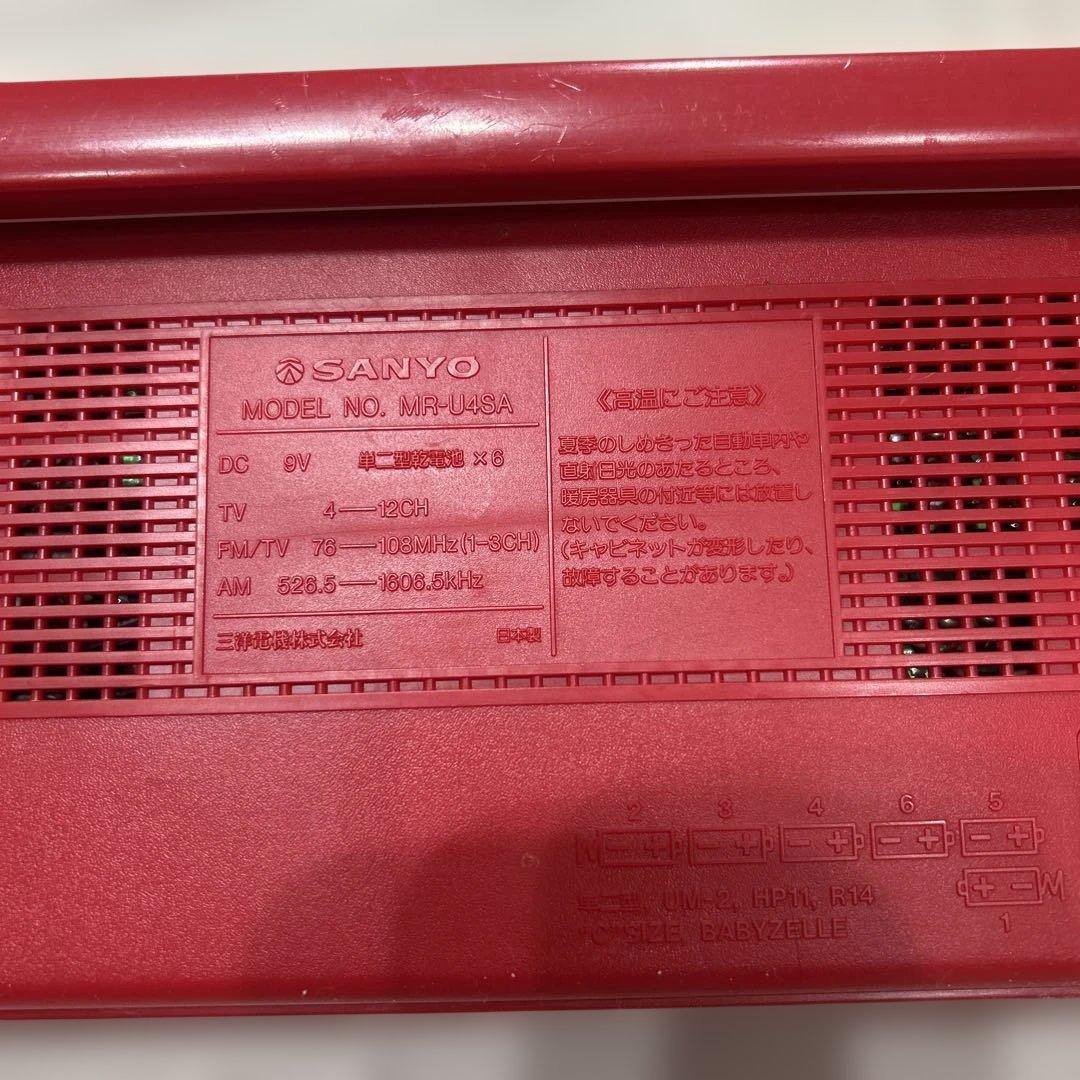 SANYO
MODEL NO. MR-U4SA
DC 9V 単二型乾電池 × 6
TV 4—12CH
FM/TV 76—108MHz(1-3CH)
AM 526.5—1606.5kHz
三洋電機株式会社 日本製
《高温にご注意》
夏季のしめきった自動車内や
直射日光のあたるところ、
暖房器具の付近等には放置し
ないでください。
(キャビネットが変形したり、
故障することがあります。)
2 3 4 6 5
- + - + - + - + - +
+ -
1
単二型, UM-2, HP11, R14
"C" SIZE, BABYZELLE